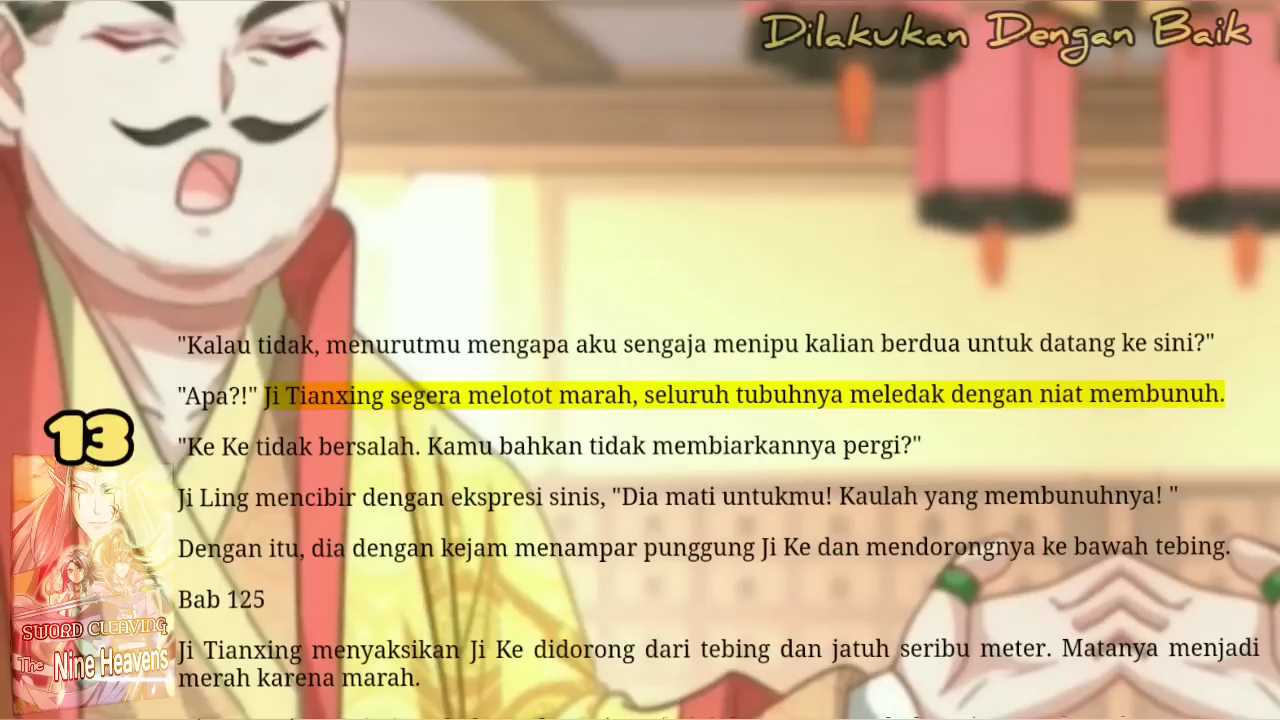 Dilakukan Dengan Baik
"Kalau tidak, menurutmu mengapa aku sengaja menipu kalian berdua untuk datang ke sini?"
"Apa?!" Ji Tianxing segera melotot marah, seluruh tubuhnya meledak dengan niat membunuh.
"Ke Ke tidak bersalah. Kamu bahkan tidak membiarkannya pergi?"
Ji Ling mencibir dengan ekspresi sinis, "Dia mati untukmu! Kaulah yang membunuhnya! "
Dengan itu, dia dengan kejam menampar punggung Ji Ke dan mendorongnya ke bawah tebing.
Bab 125
Ji Tianxing menyaksikan Ji Ke didorong dari tebing dan jatuh seribu meter. Matanya menjadi
merah karena marah.
13
SWORD CLEAVING
The Nine Heavens